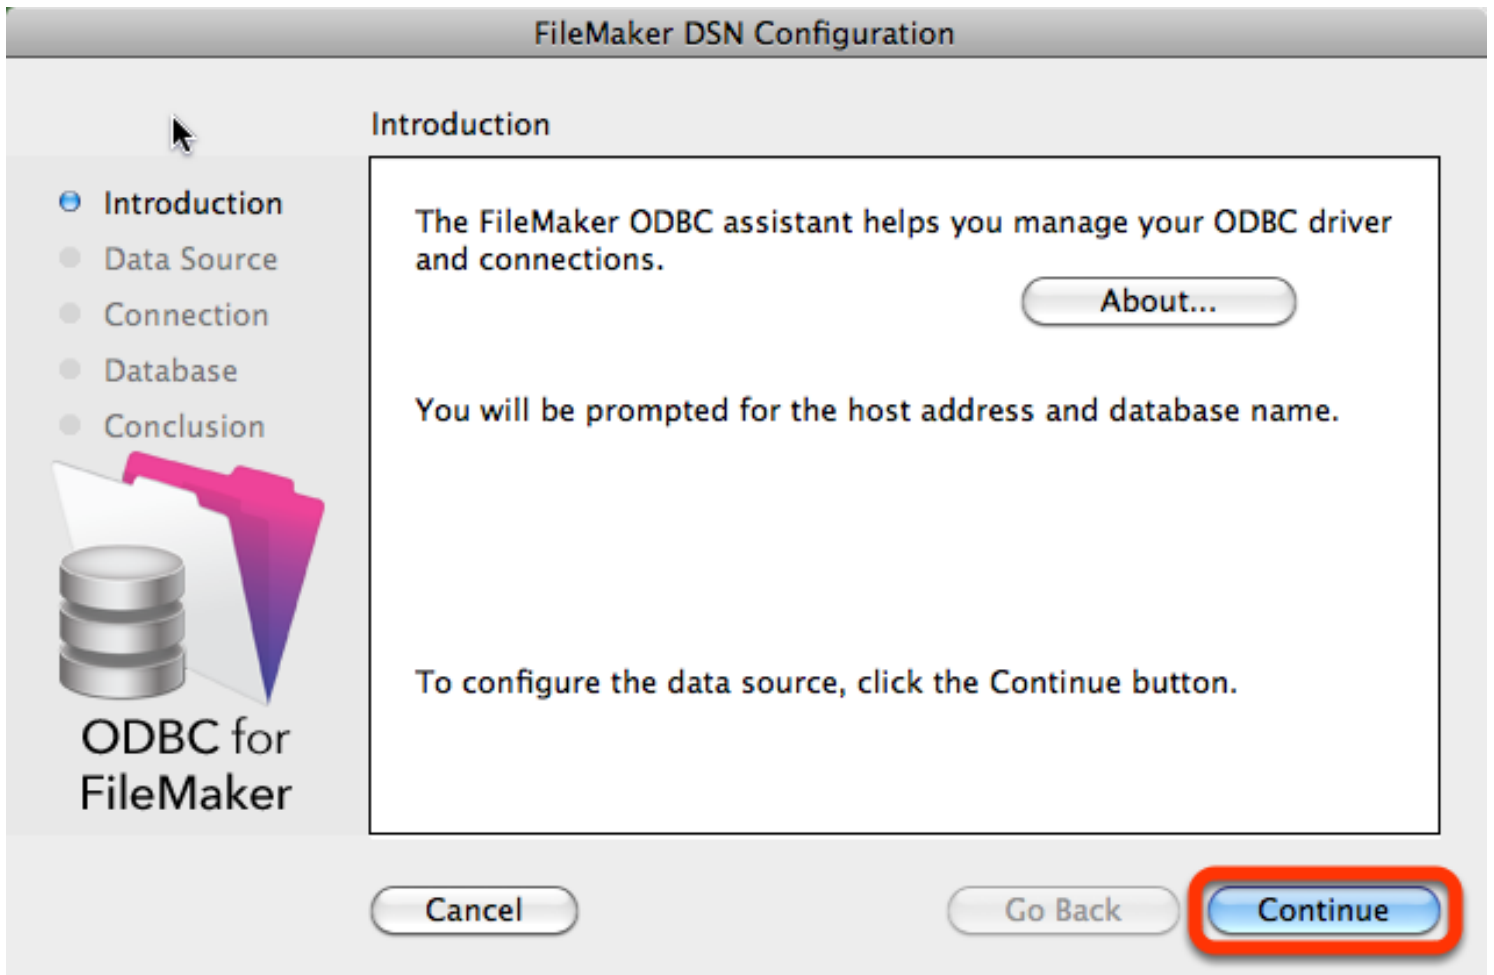 FileMaker DSN Configuration
Introduction
Introduction
Data Source
Connection
Database
Conclusion
ODBC for
FileMaker
The FileMaker ODBC assistant helps you manage your ODBC driver
and connections.
About...
You will be prompted for the host address and database name.
To configure the data source, click the Continue button.
Cancel
Go Back
Continue